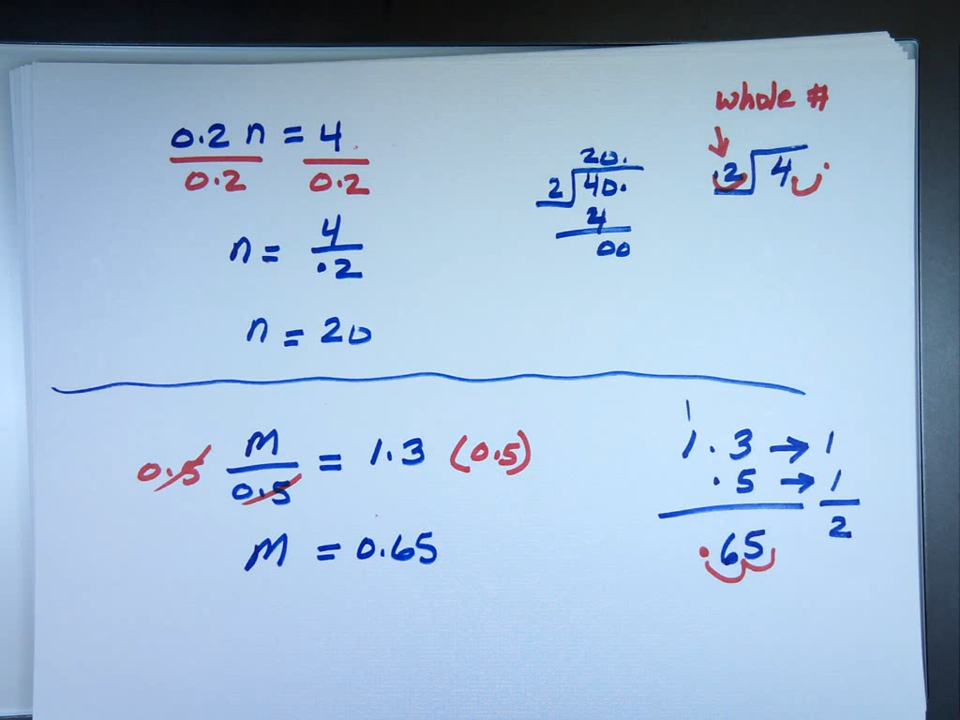 0.2 n = 4
0.2 0.2
n = 4
.2
n = 20
20.
2 40.
4
00
whole #
.2 4 .
0.5 m = 1.3 (0.5)
0.5
m = 0.65
1
1.3 → 1
.5 → 1
.65 2